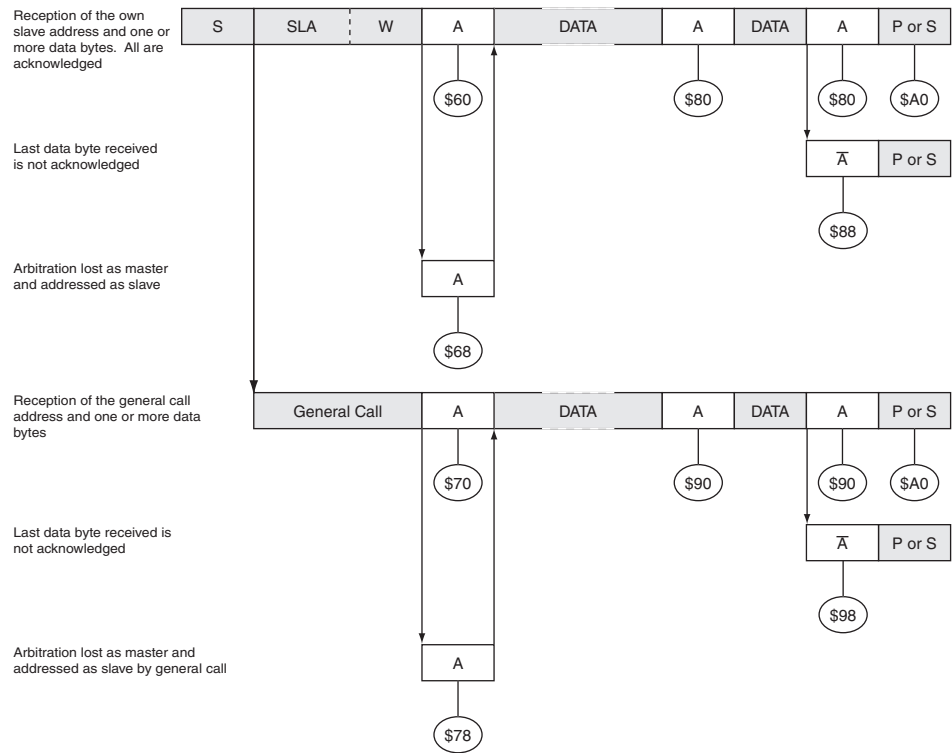 Reception of the own
slave address and one or
more data bytes. All are
acknowledged
S SLA W A DATA A DATA A P or S
$60 $80 $80 $A0
Last data byte received
is not acknowledged
A̅ P or S
$88
Arbitration lost as master
and addressed as slave
A
$68
Reception of the general call
address and one or more data
bytes
General Call A DATA A DATA A P or S
$70 $90 $90 $A0
Last data byte received is
not acknowledged
A̅ P or S
$98
Arbitration lost as master and
addressed as slave by general call
A
$78